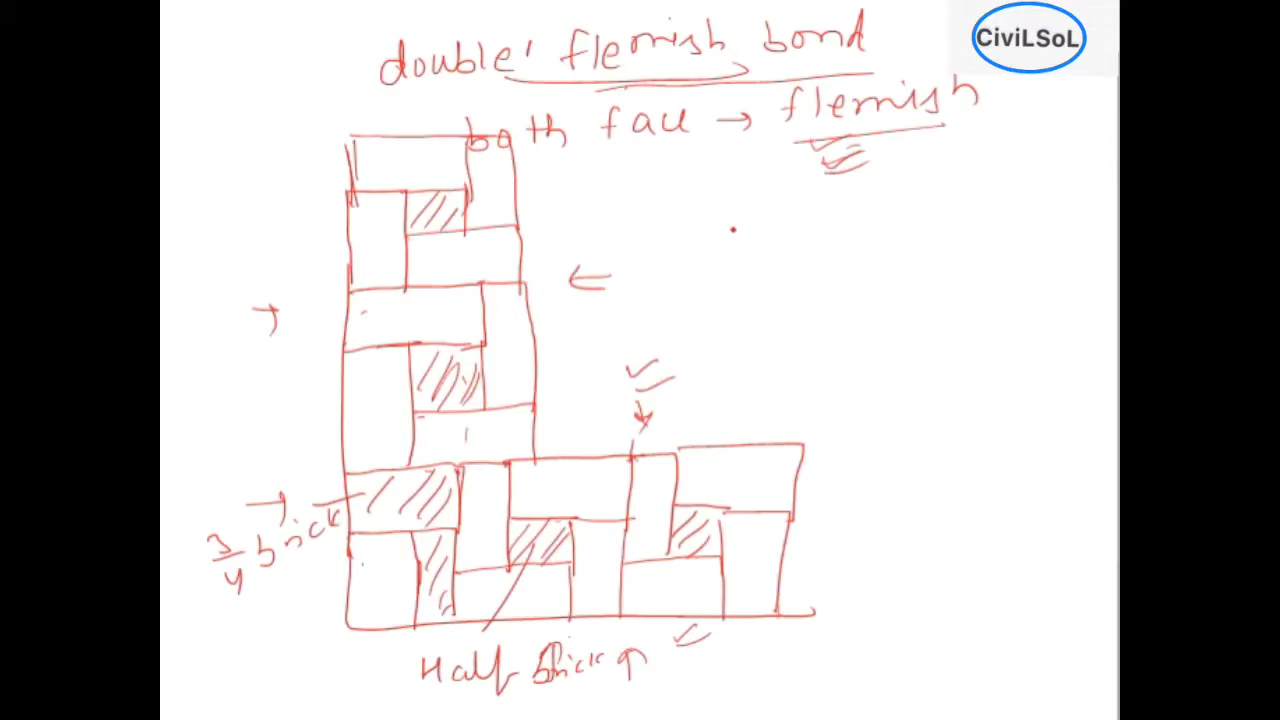 CiviLSoL
double flemish bond
both face → flemish
3/4 brick
Half brick